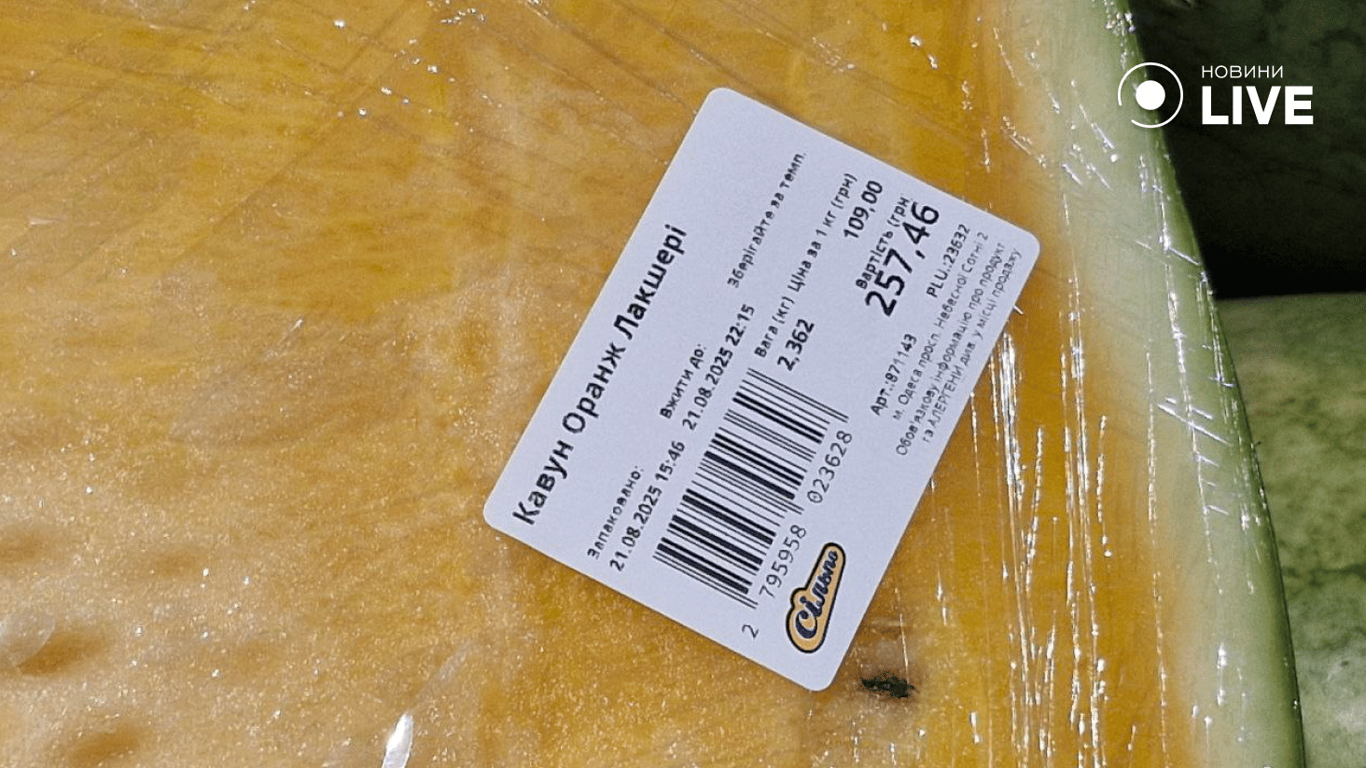 НОВИНИ
LIVE
Кавун Оранж Лакшері
Запаковано: Вжити до: Зберігайте за темп.
21.08.2025 15:46 21.08.2025 22:15
Вага (кг) Ціна за 1 кг (грн)
2,362 109,00
Вартість (грн)
257,46
Арт.:871143 PLU.:23632
м. Одеса просп. Небесної Сотні 2
Обов'язкову інформацію про продукт
та АЛЕРГЕНИ див. у місці продажу
2 795958 023628
Сільпо